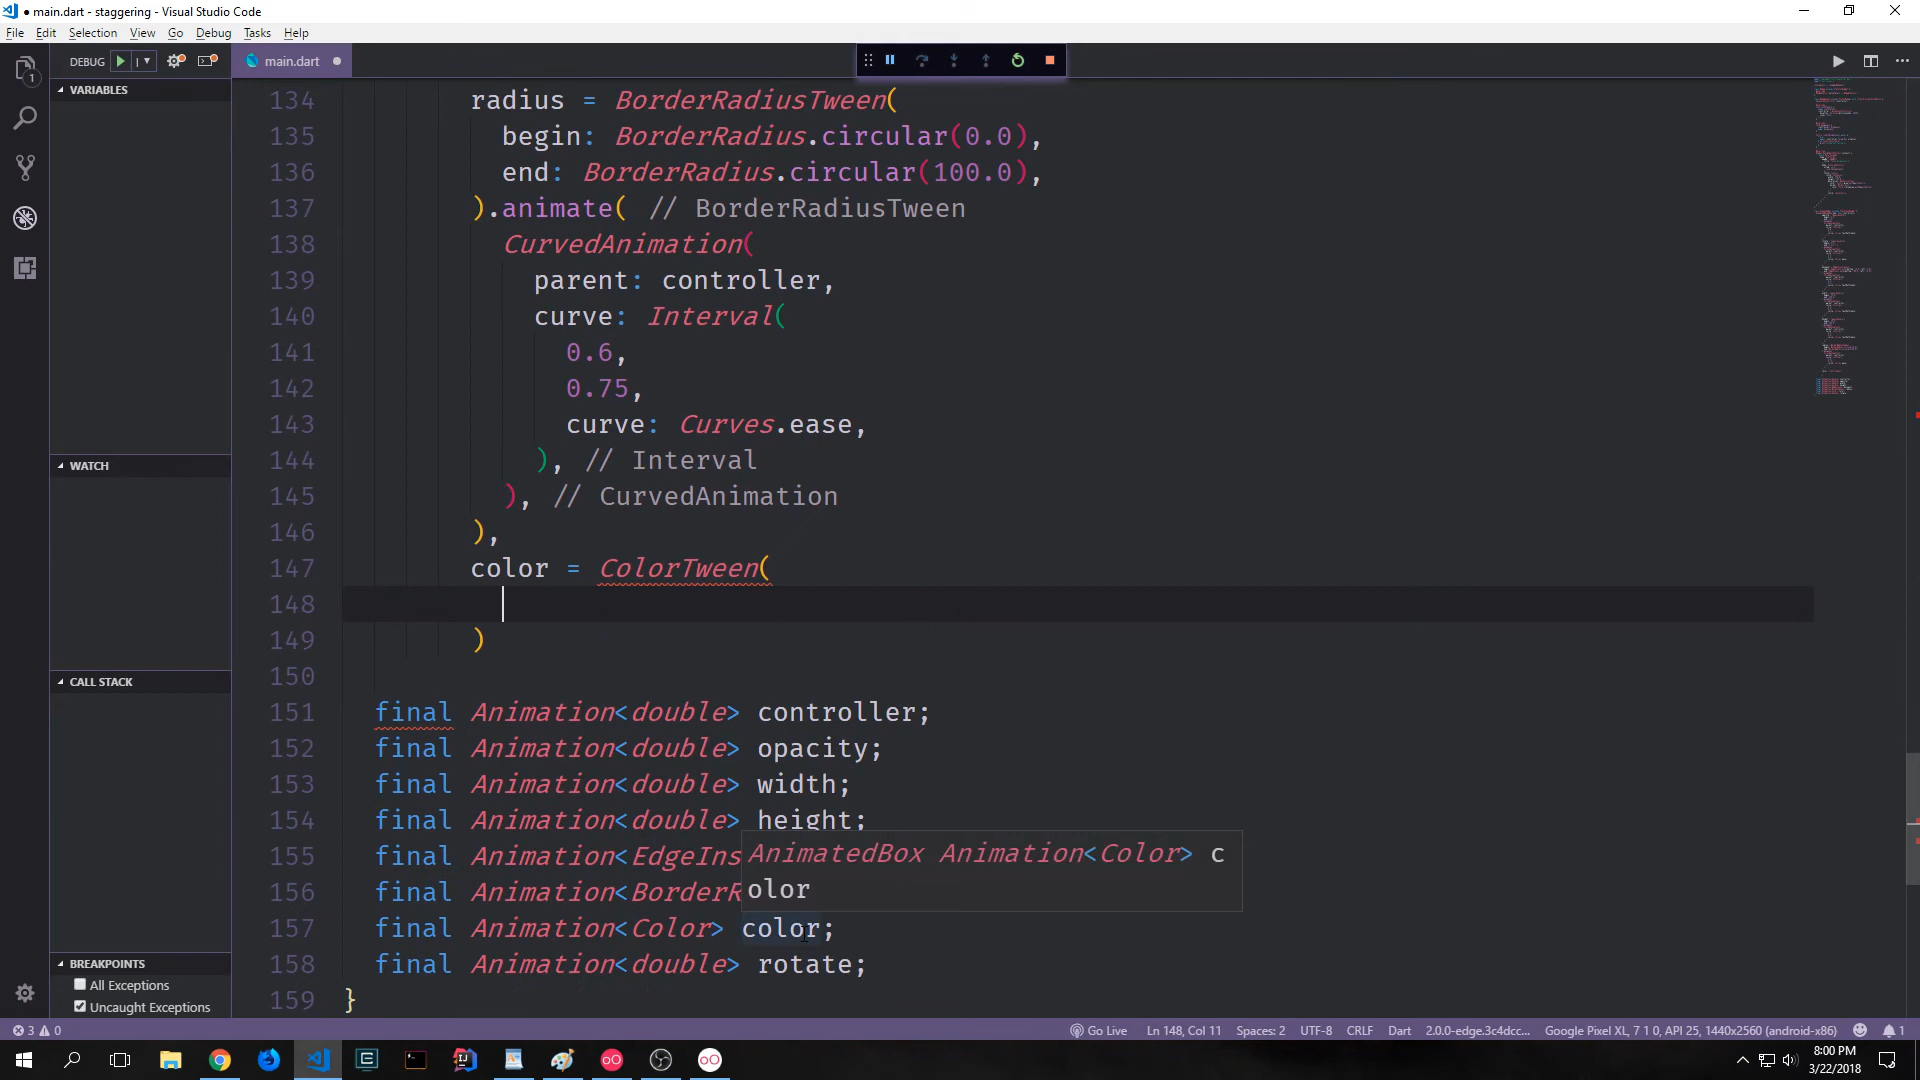 ● main.dart - staggering - Visual Studio Code
File Edit Selection View Go Debug Tasks Help
DEBUG
main.dart ●
VARIABLES
WATCH
CALL STACK
BREAKPOINTS
All Exceptions
Uncaught Exceptions
134 radius = BorderRadiusTween(
135 begin: BorderRadius.circular(0.0),
136 end: BorderRadius.circular(100.0),
137 ).animate( // BorderRadiusTween
138 CurvedAnimation(
139 parent: controller,
140 curve: Interval(
141 0.6,
142 0.75,
143 curve: Curves.ease,
144 ), // Interval
145 ), // CurvedAnimation
146 ),
147 color = ColorTween(
148
149 )
150
151 final Animation<double> controller;
152 final Animation<double> opacity;
153 final Animation<double> width;
154 final Animation<double> height;
155 final Animation<EdgeIns
156 final Animation<BorderR
AnimatedBox Animation<Color> c
olor
157 final Animation<Color> color;
158 final Animation<double> rotate;
159 }
3 0 Go Live Ln 148, Col 11 Spaces: 2 UTF-8 CRLF Dart 2.0.0-edge.3c4dcc... Google Pixel XL, 7 1 0, API 25, 1440x2560 (android-x86) 1
8:00 PM
3/22/2018